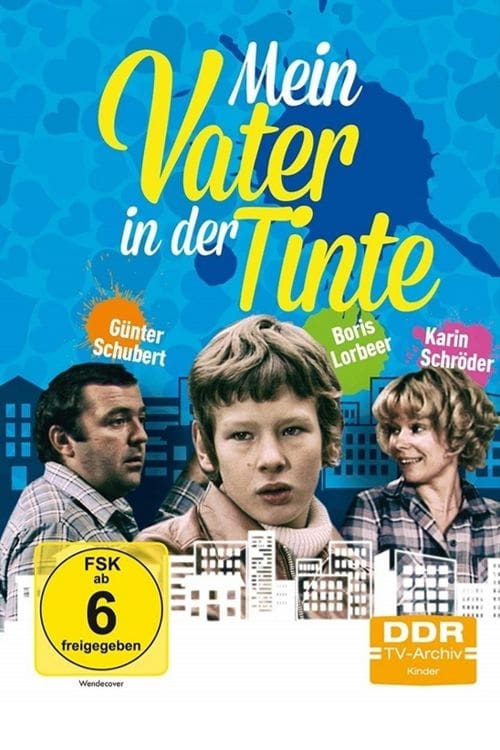 Mein
Vater
in der
Tinte
Günter
Schubert
Boris
Lorbeer
Karin
Schröder
FSK
ab
6
freigegeben
Wendecover
DDR
TV-Archiv
Kinder